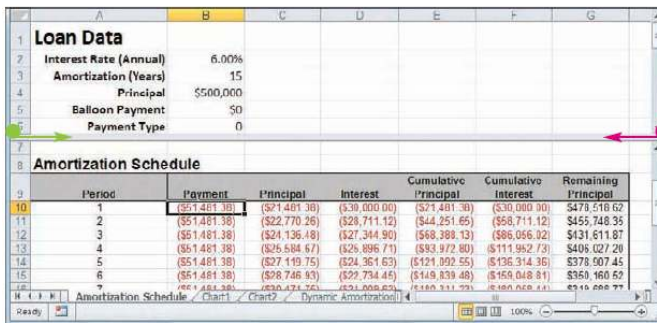 A B C D E F G
1 Loan Data
2 Interest Rate (Annual) 6.00%
3 Amortization (Years) 15
4 Principal $500,000
5 Balloon Payment $0
6 Payment Type 0
7
8 Amortization Schedule
Cumulative Cumulative Remaining
9 Period Payment Principal Interest Principal Interest Principal
10 1 ($51,481.38) ($21,481.38) ($30,000.00) ($21,481.38) ($30,000.00) $478,518.62
11 2 ($51,481.38) ($22,770.26) ($28,711.12) ($44,251.65) ($58,711.12) $455,748.35
12 3 ($51,481.38) ($24,136.48) ($27,344.90) ($68,388.13) ($86,056.02) $431,611.87
13 4 ($51,481.38) ($25,584.67) ($25,896.71) ($93,972.80) ($111,952.73) $406,027.20
14 5 ($51,481.38) ($27,119.75) ($24,361.63) ($121,092.55) ($136,314.36) $378,907.45
15 6 ($51,481.38) ($28,746.93) ($22,734.45) ($149,839.48) ($159,048.81) $350,160.52
Amortization Schedule Chart1 Chart2 Dynamic Amortization
Ready 100%